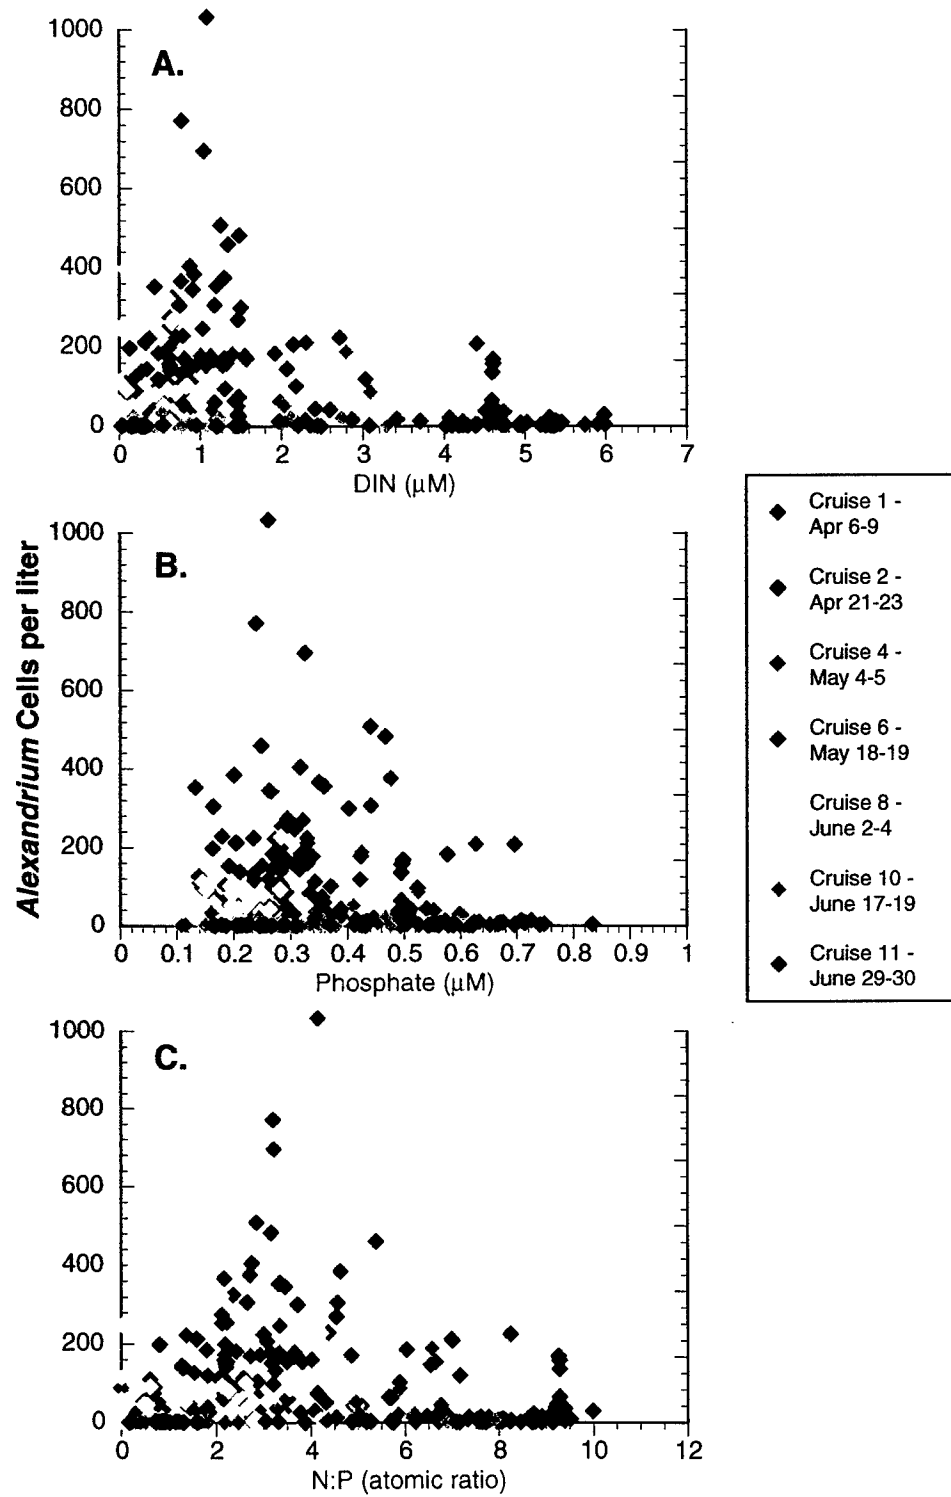 1000
A.
800
600
400
200
0
0 1 2 3 4 5 6 7
DIN (µM)
Alexandrium Cells per liter
1000
B.
800
600
400
200
0
0 0.1 0.2 0.3 0.4 0.5 0.6 0.7 0.8 0.9 1
Phosphate (µM)
1000
C.
800
600
400
200
0
0 2 4 6 8 10 12
N:P (atomic ratio)
Cruise 1 -
Apr 6-9
Cruise 2 -
Apr 21-23
Cruise 4 -
May 4-5
Cruise 6 -
May 18-19
Cruise 8 -
June 2-4
Cruise 10 -
June 17-19
Cruise 11 -
June 29-30